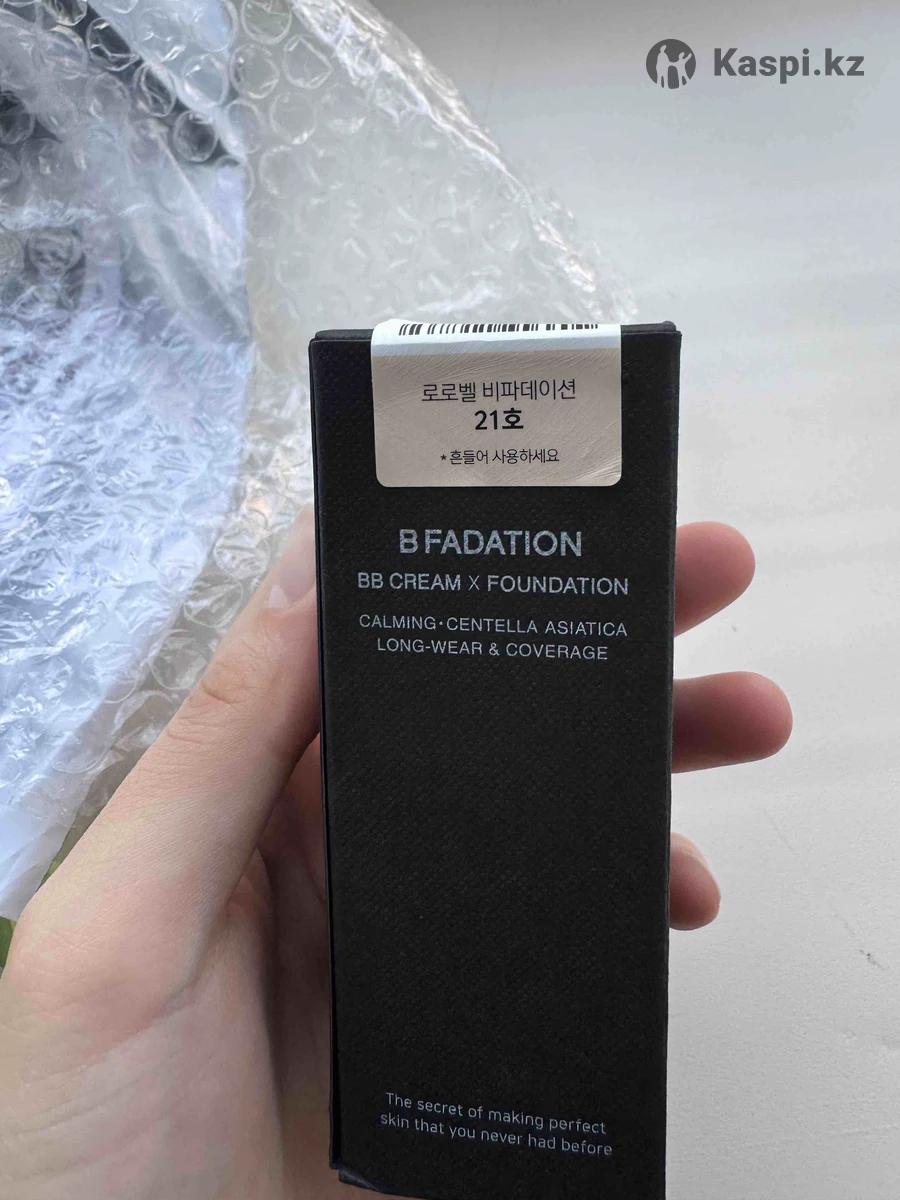 Kaspi.kz
로로벨 비파데이션
21호
*흔들어 사용하세요
B FADATION
BB CREAM X FOUNDATION
CALMING·CENTELLA ASIATICA
LONG-WEAR & COVERAGE
The secret of making perfect
skin that you never had before